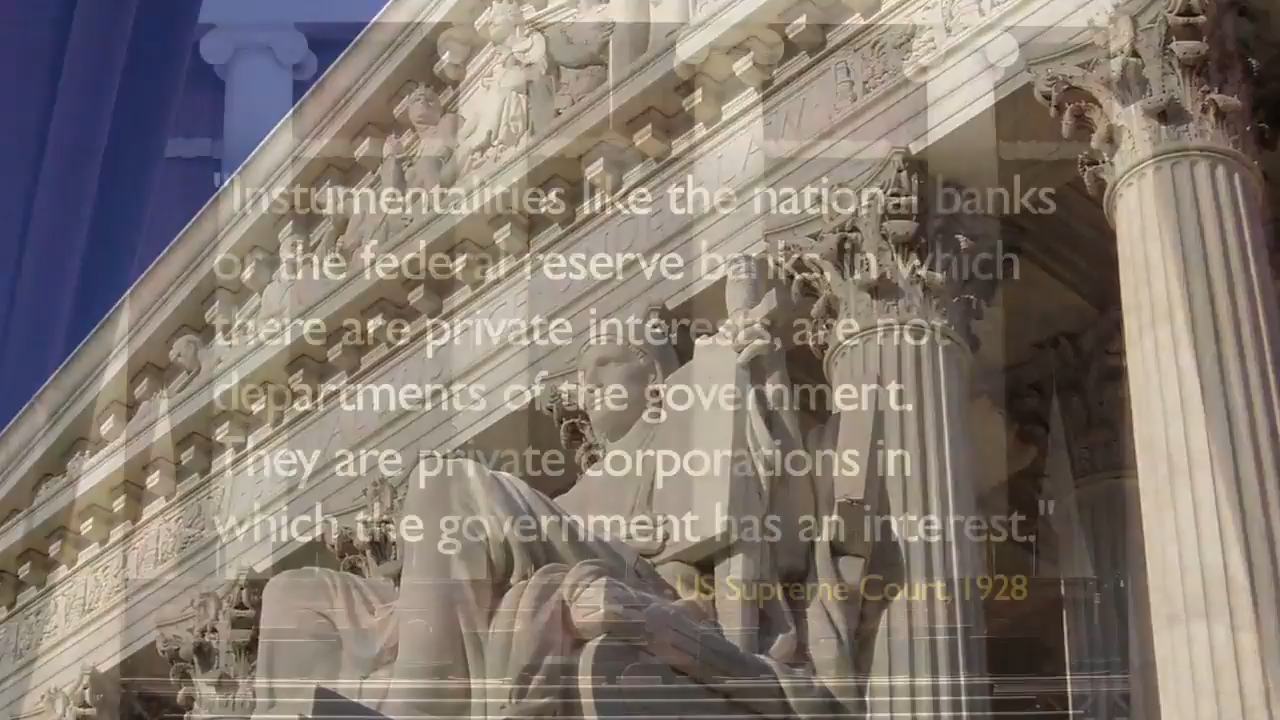 "Instumentalities like the national banks
or the federal reserve banks in which
there are private interests, are not
departments of the government.
They are private corporations in
which the government has an interest."
US Supreme Court, 1928